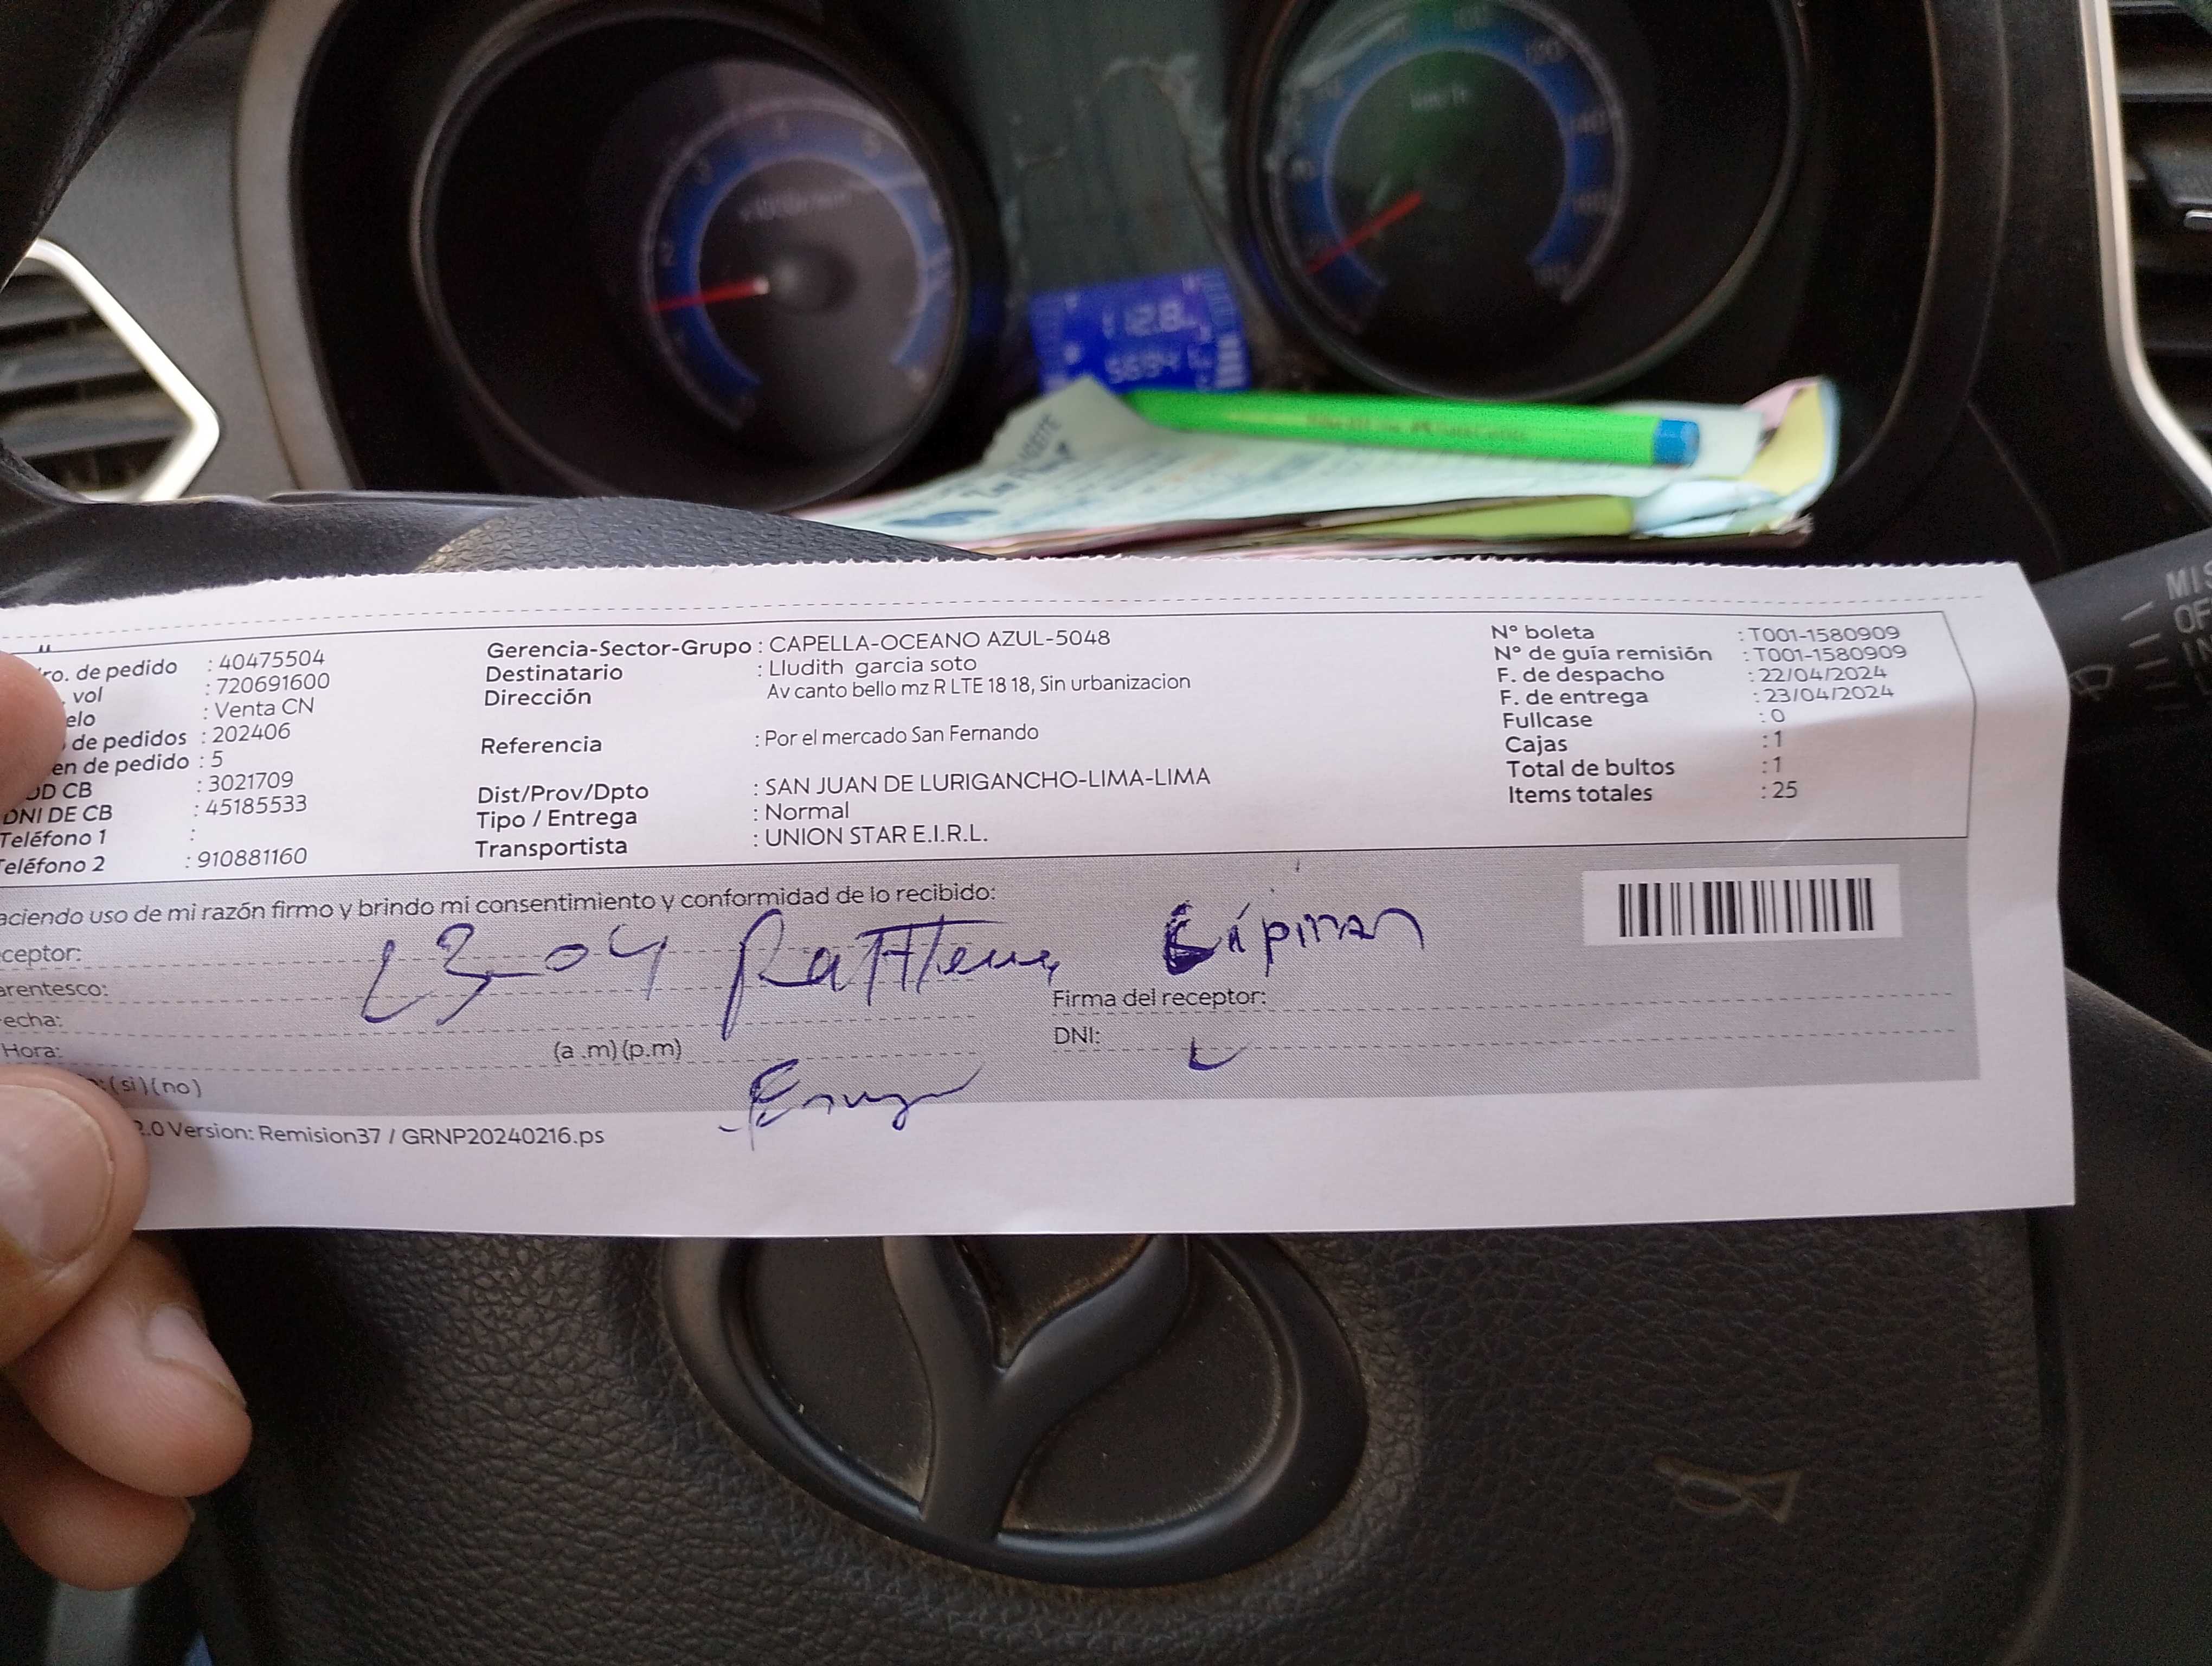 ro. de pedido : 40475504
vol : 720691600
elo : Venta CN
de pedidos : 202406
en de pedido : 5
OD CB : 3021709
DNI DE CB : 45185533
Teléfono 1 :
Teléfono 2 : 910881160
Gerencia-Sector-Grupo : CAPELLA-OCEANO AZUL-5048
Destinatario : Lludith garcia soto
Dirección Av canto bello mz R LTE 18 18, Sin urbanizacion
Referencia : Por el mercado San Fernando
Dist/Prov/Dpto : SAN JUAN DE LURIGANCHO-LIMA-LIMA
Tipo / Entrega : Normal
Transportista : UNION STAR E.I.R.L.
N° boleta : T001-1580909
N° de guía remisión : T001-1580909
F. de despacho : 22/04/2024
F. de entrega : 23/04/2024
Fullcase : 0
Cajas : 1
Total de bultos : 1
Items totales : 25
aciendo uso de mi razón firmo y brindo mi consentimiento y conformidad de lo recibido:
ceptor:
23-04
arentesco:
echa:
Hora: (a .m) (p.m)
Firma del receptor:
DNI:
(si) (no)
2.0 Version: Remision37 / GRNP20240216.ps
112.8
MIS
OF
IN